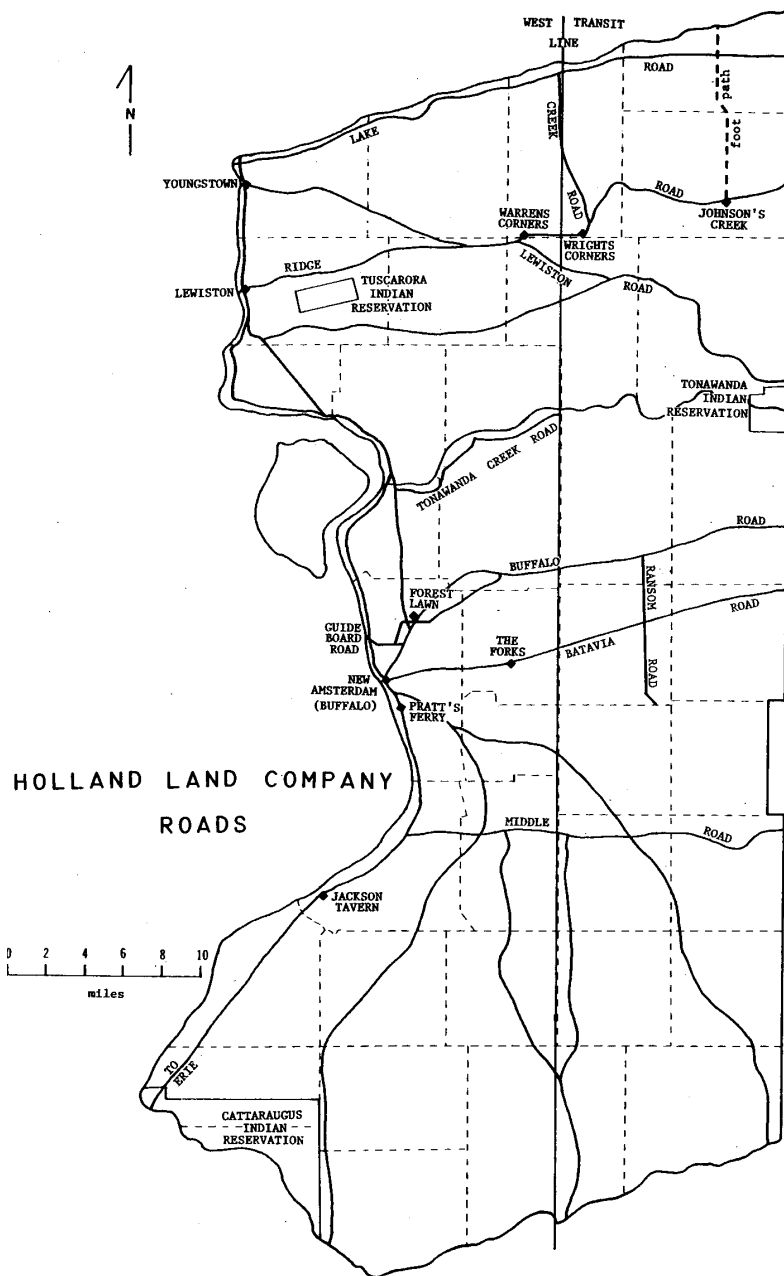 WEST TRANSIT
LINE
ROAD
CREEK
ROAD
path
foot
N
LAKE
YOUNGSTOWN
ROAD
JOHNSON'S
CREEK
WARRENS
CORNERS
WRIGHTS
CORNERS
RIDGE
LEWISTON
ROAD
LEWISTON
TUSCARORA
INDIAN
RESERVATION
TONAWANDA
INDIAN
RESERVATION
TONAWANDA CREEK ROAD
BUFFALO
ROAD
RANSOM
ROAD
FOREST
LAWN
GUIDE
BOARD
ROAD
THE
FORKS
BATAVIA
ROAD
NEW
AMSTERDAM
(BUFFALO)
PRATT'S
FERRY
HOLLAND LAND COMPANY
ROADS
MIDDLE
ROAD
JACKSON
TAVERN
0 2 4 6 8 10
miles
TO
ERIE
CATTARAUGUS
INDIAN
RESERVATION